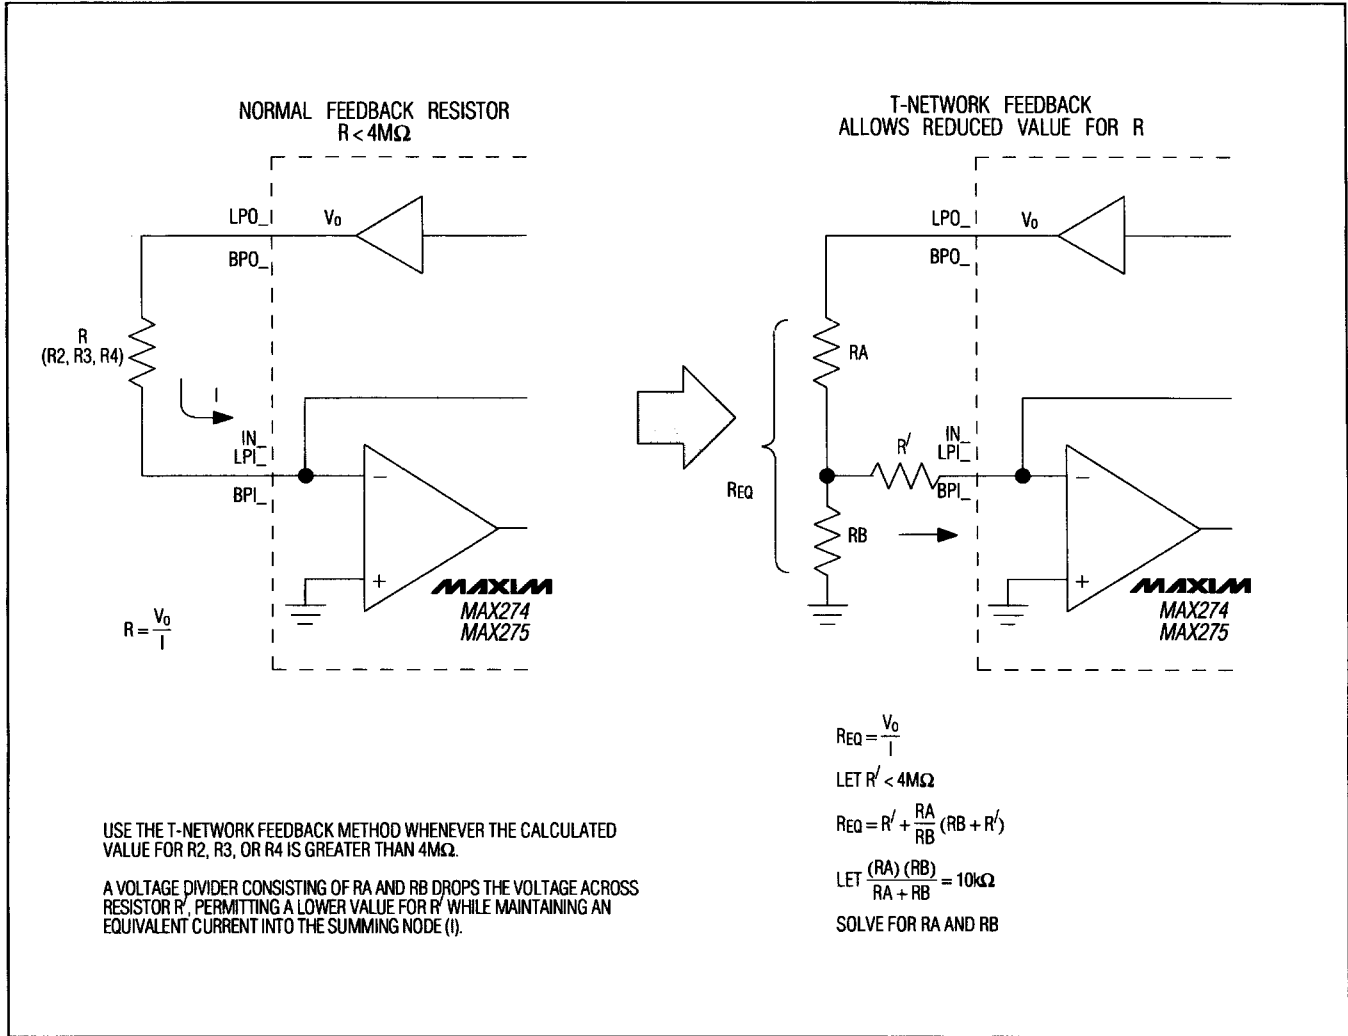 NORMAL FEEDBACK RESISTOR
R < 4MΩ
LPO_
V₀
BPO_
R
(R2, R3, R4)
I
IN_
LPI_
BPI_
−
+
MAXIM
MAX274
MAX275
R = V₀/I
T-NETWORK FEEDBACK
ALLOWS REDUCED VALUE FOR R
LPO_
V₀
BPO_
RA
R′
IN_
LPI_
BPI_
REQ
RB
−
+
MAXIM
MAX274
MAX275
REQ = V₀/I
LET R′ < 4MΩ
REQ = R′ + RA/RB (RB + R′)
LET (RA) (RB)/RA + RB = 10kΩ
SOLVE FOR RA AND RB
USE THE T-NETWORK FEEDBACK METHOD WHENEVER THE CALCULATED
VALUE FOR R2, R3, OR R4 IS GREATER THAN 4MΩ.
A VOLTAGE DIVIDER CONSISTING OF RA AND RB DROPS THE VOLTAGE ACROSS
RESISTOR R′, PERMITTING A LOWER VALUE FOR R′ WHILE MAINTAINING AN
EQUIVALENT CURRENT INTO THE SUMMING NODE (I).